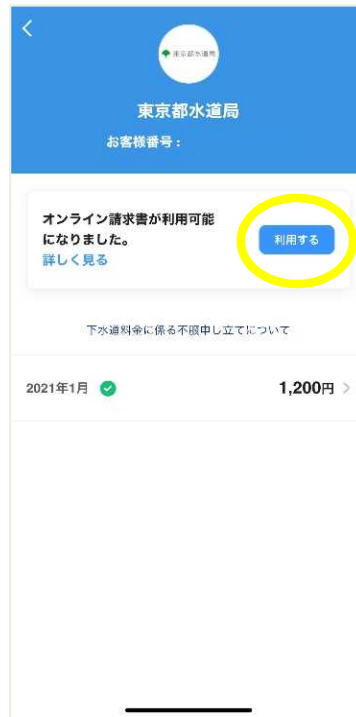 東京都水道局
東京都水道局
お客様番号:
オンライン請求書が利用可能
になりました。
詳しく見る
利用する
下水道料金に係る不服申し立てについて
2021年1月
1,200円